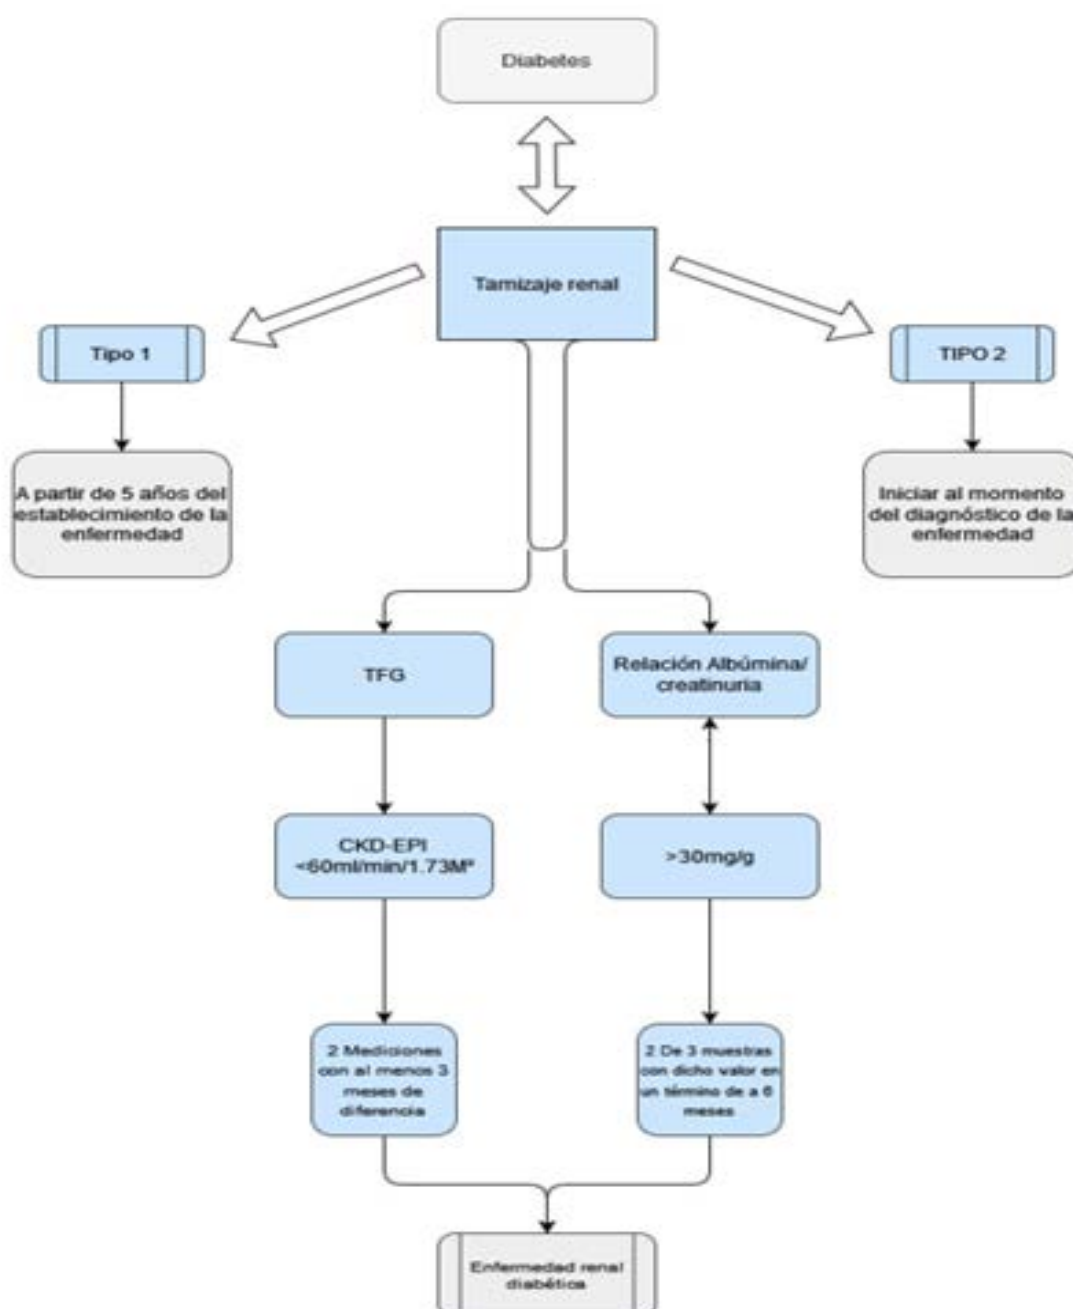 Diabetes
Tamizaje renal
Tipo 1
TIPO 2
A partir de 5 años del
establecimiento de la
enfermedad
Iniciar al momento
del diagnóstico de la
enfermedad
TFG
Relación Albúmina/
creatinuria
CKD-EPI
<60ml/min/1.73M²
>30mg/g
2 Mediciones
con al menos 3
meses de
diferencia
2 De 3 muestras
con dicho valor en
un término de a 6
meses
Enfermedad renal
diabética